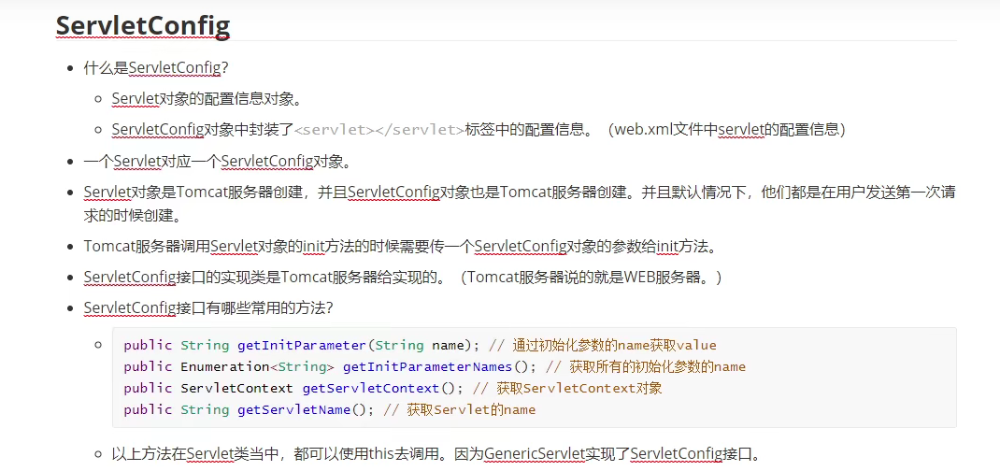 ServletConfig
什么是ServletConfig？
Servlet对象的配置信息对象。
ServletConfig对象中封装了<servlet></servlet>标签中的配置信息。（web.xml文件中servlet的配置信息）
一个Servlet对应一个ServletConfig对象。
Servlet对象是Tomcat服务器创建，并且ServletConfig对象也是Tomcat服务器创建。并且默认情况下，他们都是在用户发送第一次请
求的时候创建。
Tomcat服务器调用Servlet对象的init方法的时候需要传一个ServletConfig对象的参数给init方法。
ServletConfig接口的实现类是Tomcat服务器给实现的。（Tomcat服务器说的就是WEB服务器。）
ServletConfig接口有哪些常用的方法？
public String getInitParameter(String name); // 通过初始化参数的name获取value
public Enumeration<String> getInitParameterNames(); // 获取所有的初始化参数的name
public ServletContext getServletContext(); // 获取ServletContext对象
public String getServletName(); // 获取Servlet的name
以上方法在Servlet类当中，都可以使用this去调用。因为GenericServlet实现了ServletConfig接口。